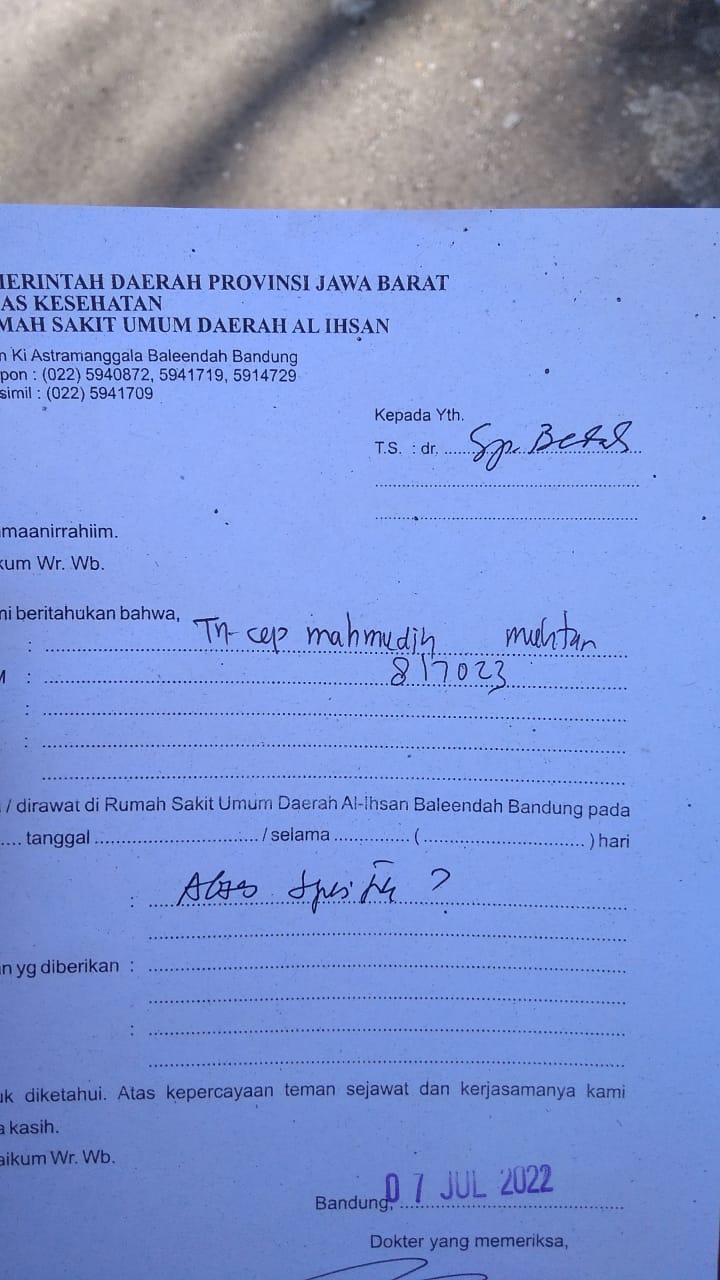 MERINTAH DAERAH PROVINSI JAWA BARAT
AS KESEHATAN
MAH SAKIT UMUM DAERAH AL IHSAN
n Ki Astramanggala Baleendah Bandung
pon : (022) 5940872, 5941719, 5914729
simil : (022) 5941709
Kepada Yth.
T.S. : dr. Sp. Bedah
maanirrahiim.
kum Wr. Wb.
ni beritahukan bahwa,
: Tn. cep mahmudin muhtar
M : 817023
:
:
/ dirawat di Rumah Sakit Umum Daerah Al-Ihsan Baleendah Bandung pada
.... tanggal ............................... / selama .............. ( .............................. ) hari
: Abses ?
n yg diberikan :
:
uk diketahui. Atas kepercayaan teman sejawat dan kerjasamanya kami
a kasih.
aikum Wr. Wb.
Bandung, 07 JUL 2022
Dokter yang memeriksa,